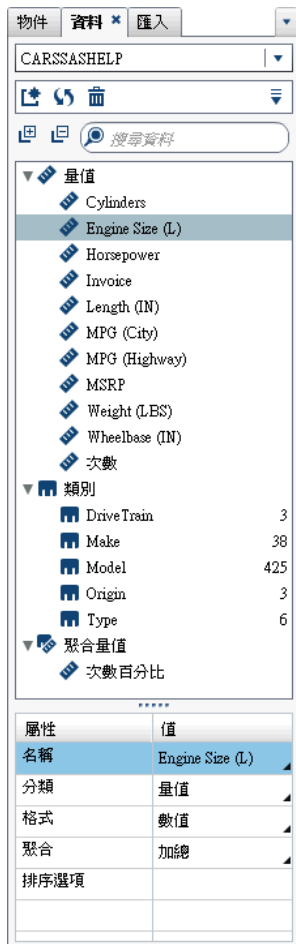 物件 資料 匯入
CARSSASHELP
搜尋資料
量值
Cylinders
Engine Size (L)
Horsepower
Invoice
Length (IN)
MPG (City)
MPG (Highway)
MSRP
Weight (LBS)
Wheelbase (IN)
次數
類別
DriveTrain 3
Make 38
Model 425
Origin 3
Type 6
聚合量值
次數百分比
屬性 值
名稱 Engine Size (L)
分類 量值
格式 數值
聚合 加總
排序選項